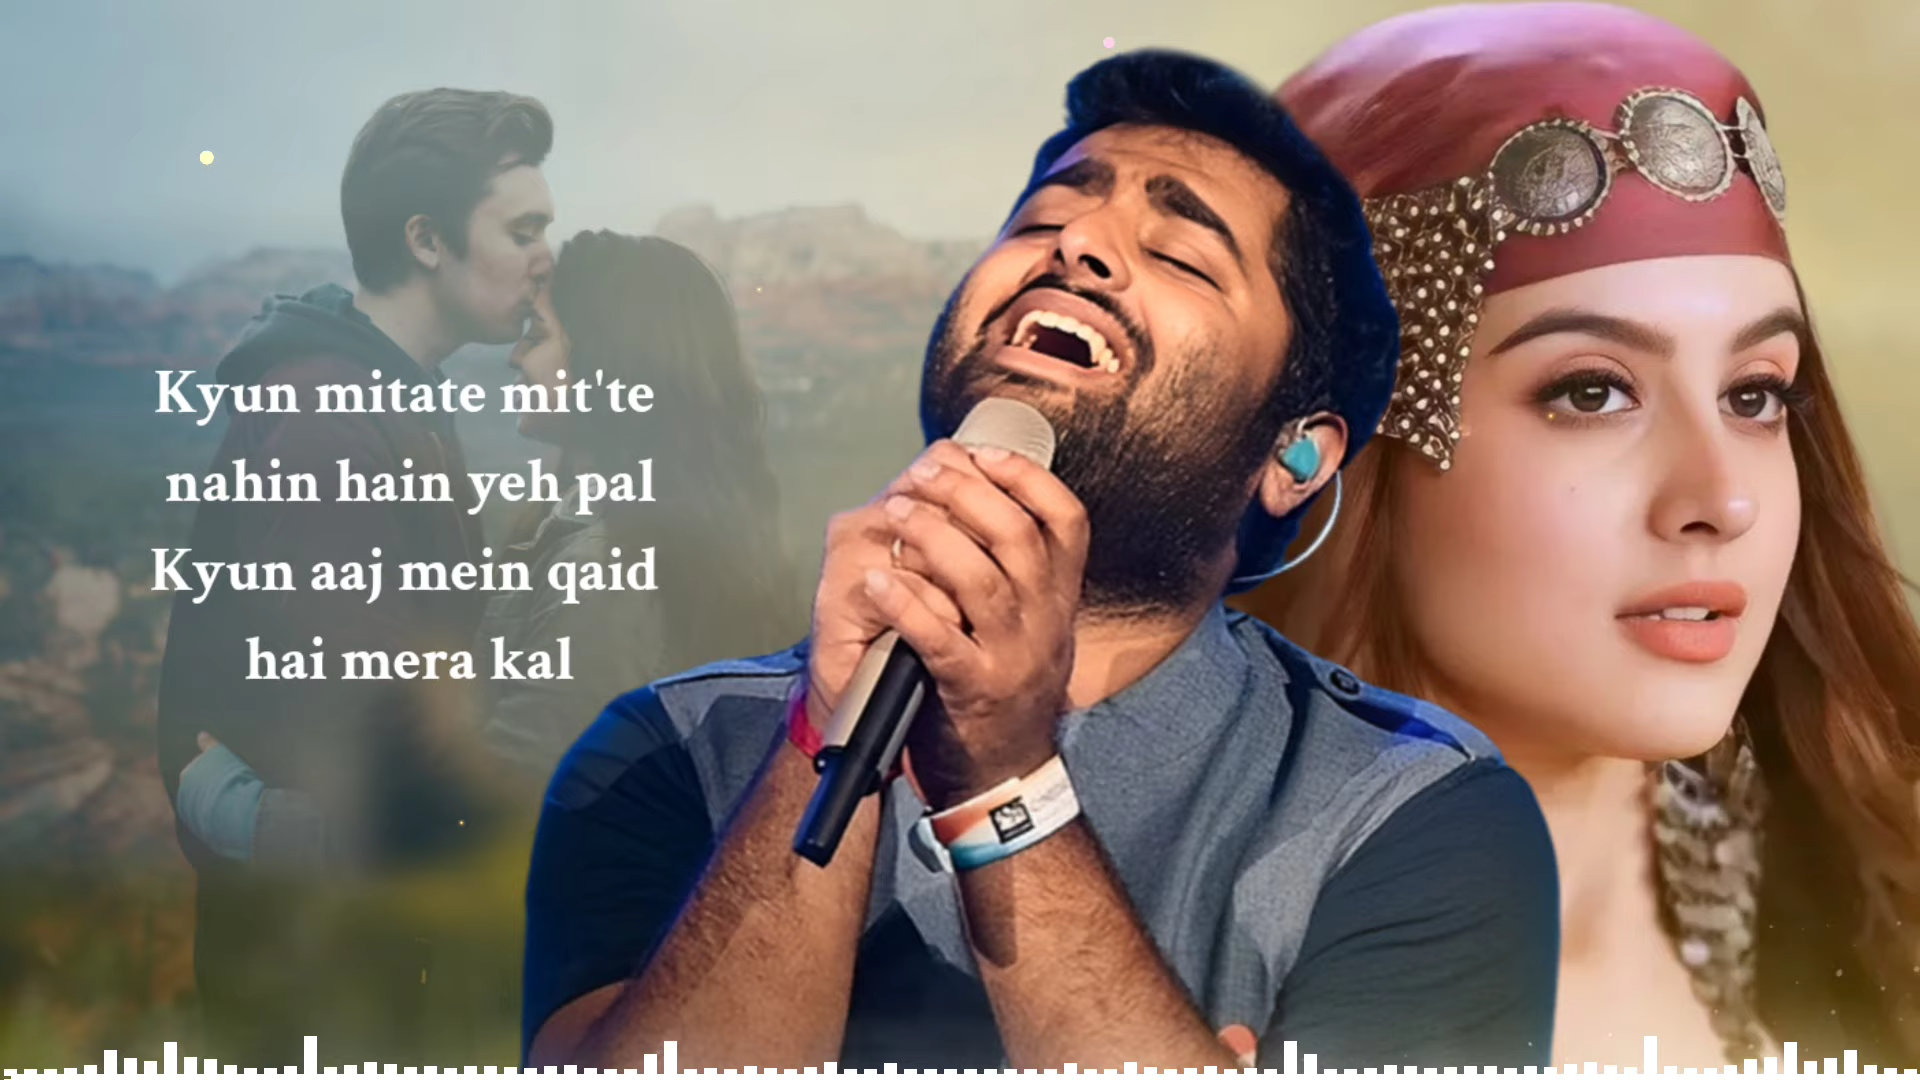 Kyun mitate mit'te
nahin hain yeh pal
Kyun aaj mein qaid
hai mera kal